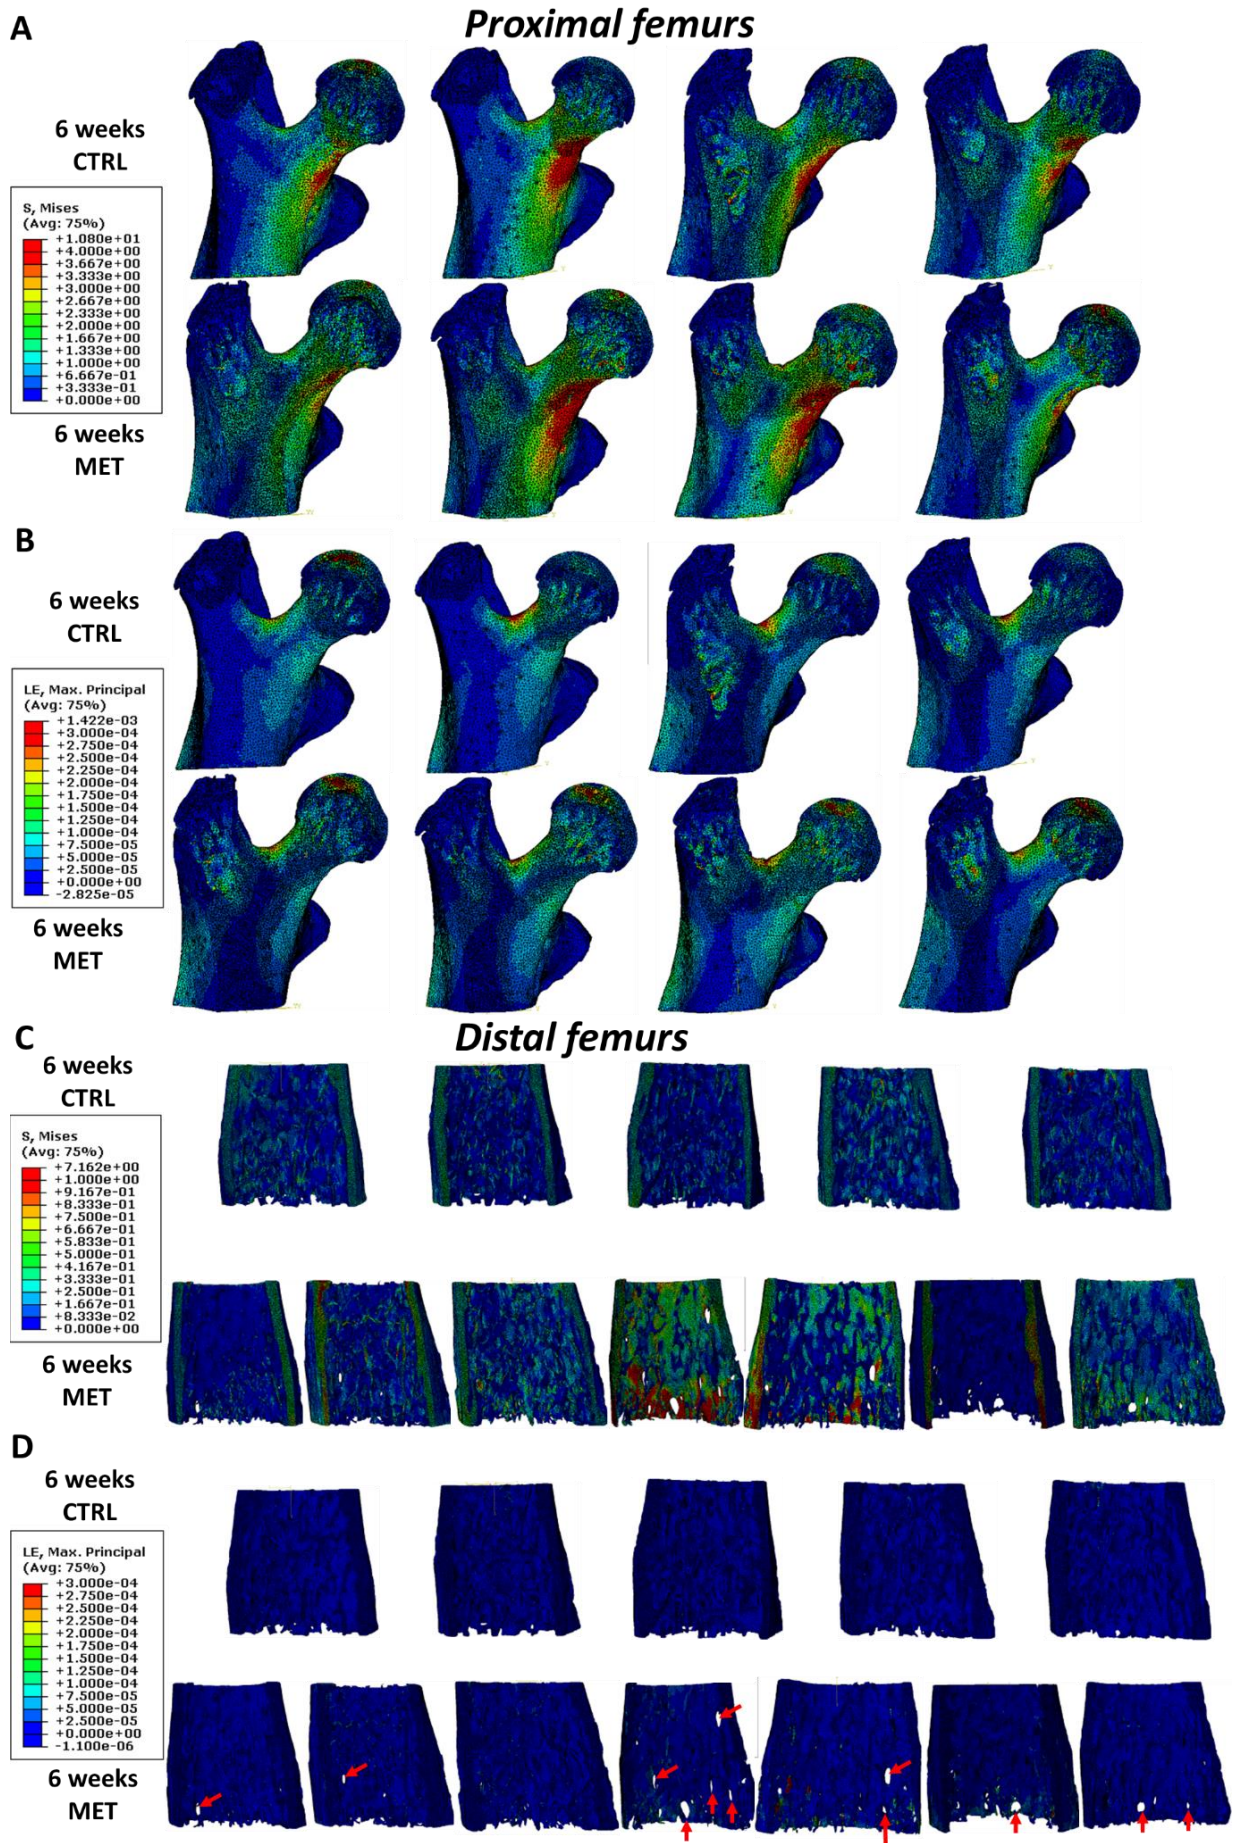 A
Proximal femurs
6 weeks
CTRL
S, Mises
(Avg: 75%)
+1.080e+01
+4.000e+00
+3.667e+00
+3.333e+00
+3.000e+00
+2.667e+00
+2.333e+00
+2.000e+00
+1.667e+00
+1.333e+00
+1.000e+00
+6.667e-01
+3.333e-01
+0.000e+00
6 weeks
MET
B
6 weeks
CTRL
LE, Max. Principal
(Avg: 75%)
+1.422e-03
+3.000e-04
+2.750e-04
+2.500e-04
+2.250e-04
+2.000e-04
+1.750e-04
+1.500e-04
+1.250e-04
+1.000e-04
+7.500e-05
+5.000e-05
+2.500e-05
+0.000e+00
-2.825e-05
6 weeks
MET
C
Distal femurs
6 weeks
CTRL
S, Mises
(Avg: 75%)
+7.162e+00
+1.000e+00
+9.167e-01
+8.333e-01
+7.500e-01
+6.667e-01
+5.833e-01
+5.000e-01
+4.167e-01
+3.333e-01
+2.500e-01
+1.667e-01
+8.333e-02
+0.000e+00
6 weeks
MET
D
6 weeks
CTRL
LE, Max. Principal
(Avg: 75%)
+3.000e-04
+2.750e-04
+2.500e-04
+2.250e-04
+2.000e-04
+1.750e-04
+1.500e-04
+1.250e-04
+1.000e-04
+7.500e-05
+5.000e-05
+2.500e-05
+0.000e+00
-1.100e-06
6 weeks
MET